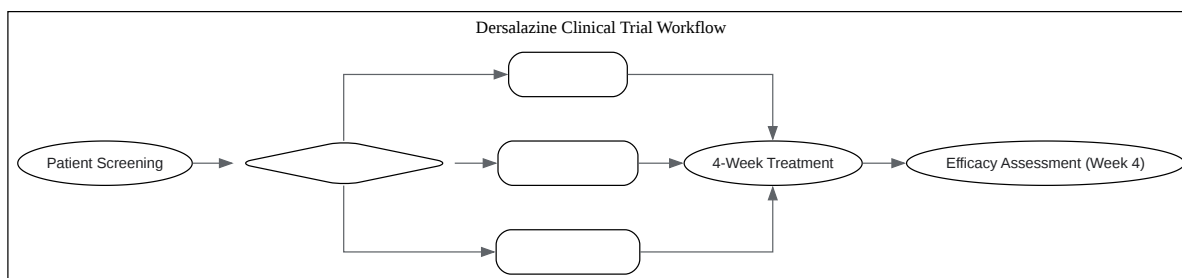 Dersalazine Clinical Trial Workflow
Patient Screening
4-Week Treatment
Efficacy Assessment (Week 4)